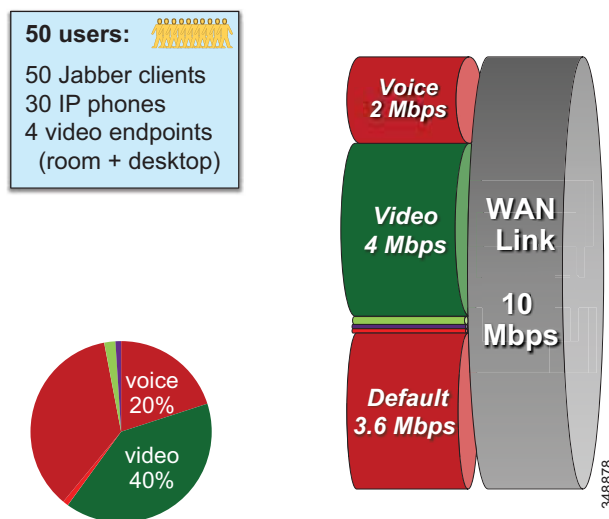 50 users:
50 Jabber clients
30 IP phones
4 video endpoints
(room + desktop)
Voice
2 Mbps
Video
4 Mbps
Default
3.6 Mbps
WAN
Link
10
Mbps
voice
20%
video
40%
348878